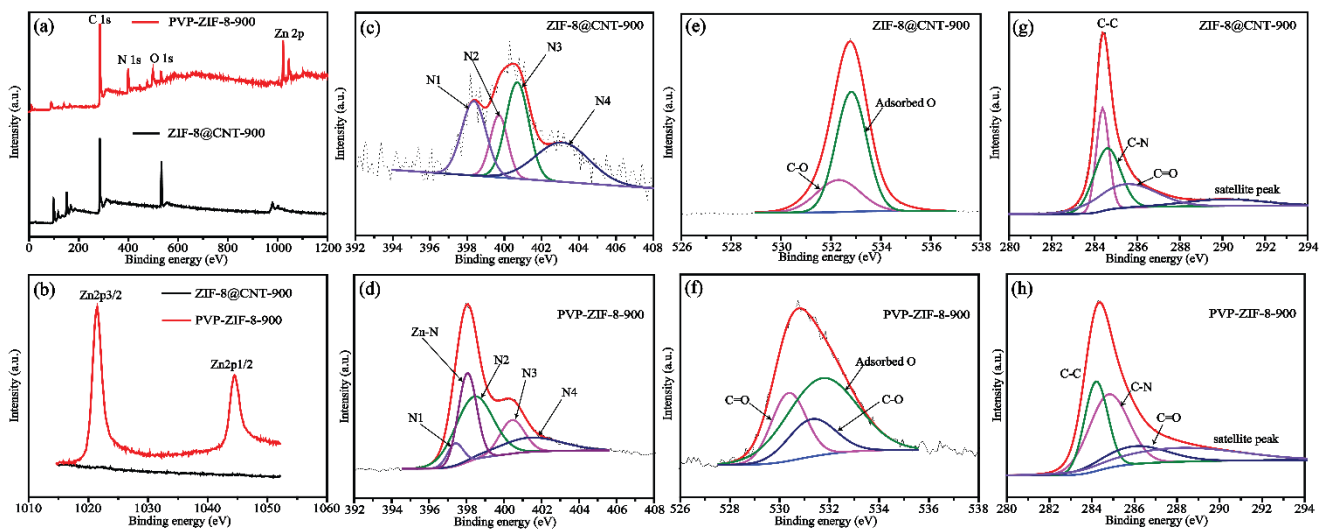 (a)
C 1s
PVP-ZIF-8-900
N 1s
O 1s
Zn 2p
ZIF-8@CNT-900
Intensity (a.u.)
0 200 400 600 800 1000 1200
Binding energy (eV)
(c)
ZIF-8@CNT-900
N1
N2
N3
N4
Intensity (a.u.)
392 394 396 398 400 402 404 406 408
Binding energy (eV)
(e)
ZIF-8@CNT-900
Adsorbed O
C-O
Intensity (a.u.)
526 528 530 532 534 536 538
Binding energy (eV)
(g)
C-C
ZIF-8@CNT-900
C-N
C=O
satellite peak
Intensity (a.u.)
280 282 284 286 288 290 292 294
Binding energy (eV)
(b)
Zn2p3/2
ZIF-8@CNT-900
PVP-ZIF-8-900
Zn2p1/2
Intensity (a.u.)
1010 1020 1030 1040 1050 1060
Binding energy (eV)
(d)
PVP-ZIF-8-900
Zn-N
N2
N3
N4
N1
Intensity (a.u.)
392 394 396 398 400 402 404 406 408
Binding energy (eV)
(f)
PVP-ZIF-8-900
Adsorbed O
C=O
C-O
Intensity (a.u.)
526 528 530 532 534 536 538
Binding energy (eV)
(h)
PVP-ZIF-8-900
C-C
C-N
C=O
satellite peak
Intensity (a.u.)
280 282 284 286 288 290 292 294
Binding energy (eV)